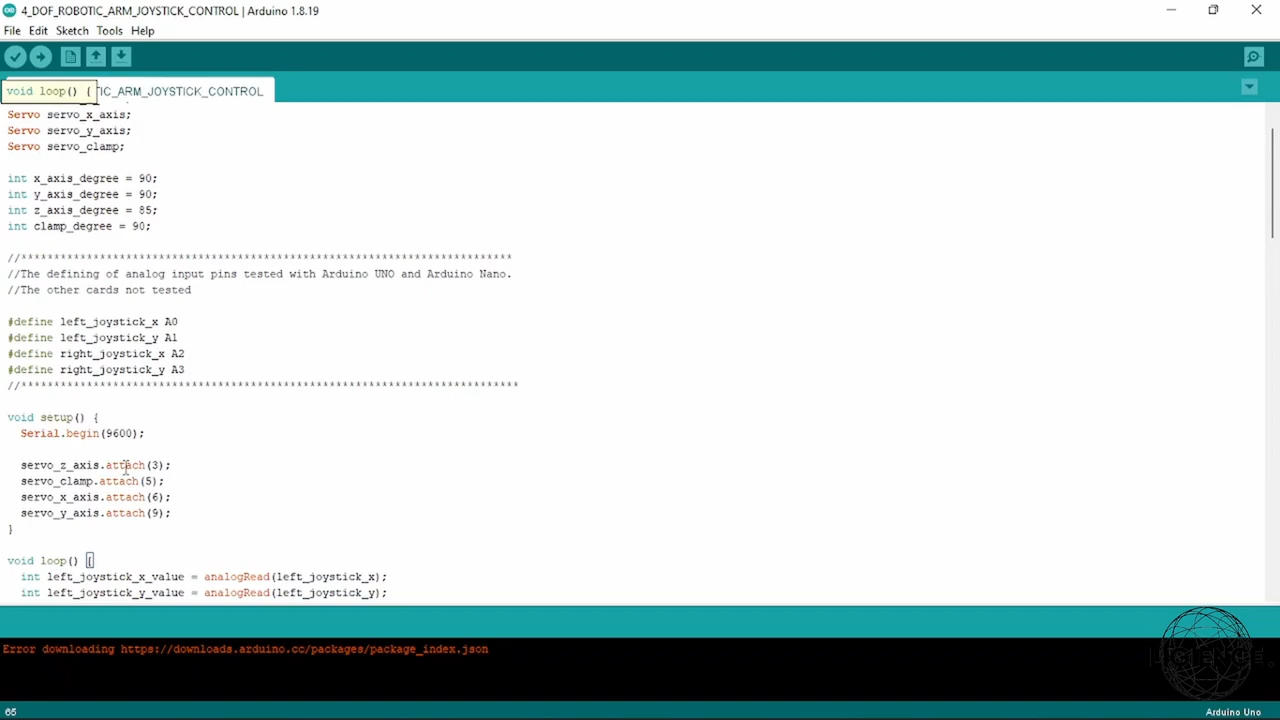 4_DOF_ROBOTIC_ARM_JOYSTICK_CONTROL | Arduino 1.8.19
File Edit Sketch Tools Help
void loop() { TIC_ARM_JOYSTICK_CONTROL
Servo servo_x_axis;
Servo servo_y_axis;
Servo servo_clamp;
int x_axis_degree = 90;
int y_axis_degree = 90;
int z_axis_degree = 85;
int clamp_degree = 90;
//***************************************************************************
//The defining of analog input pins tested with Arduino UNO and Arduino Nano.
//The other cards not tested
#define left_joystick_x A0
#define left_joystick_y A1
#define right_joystick_x A2
#define right_joystick_y A3
//****************************************************************************
void setup() {
Serial.begin(9600);
servo_z_axis.attach(3);
servo_clamp.attach(5);
servo_x_axis.attach(6);
servo_y_axis.attach(9);
}
void loop() {
int left_joystick_x_value = analogRead(left_joystick_x);
int left_joystick_y_value = analogRead(left_joystick_y);
Error downloading https://downloads.arduino.cc/packages/package_index.json
65 Arduino Uno